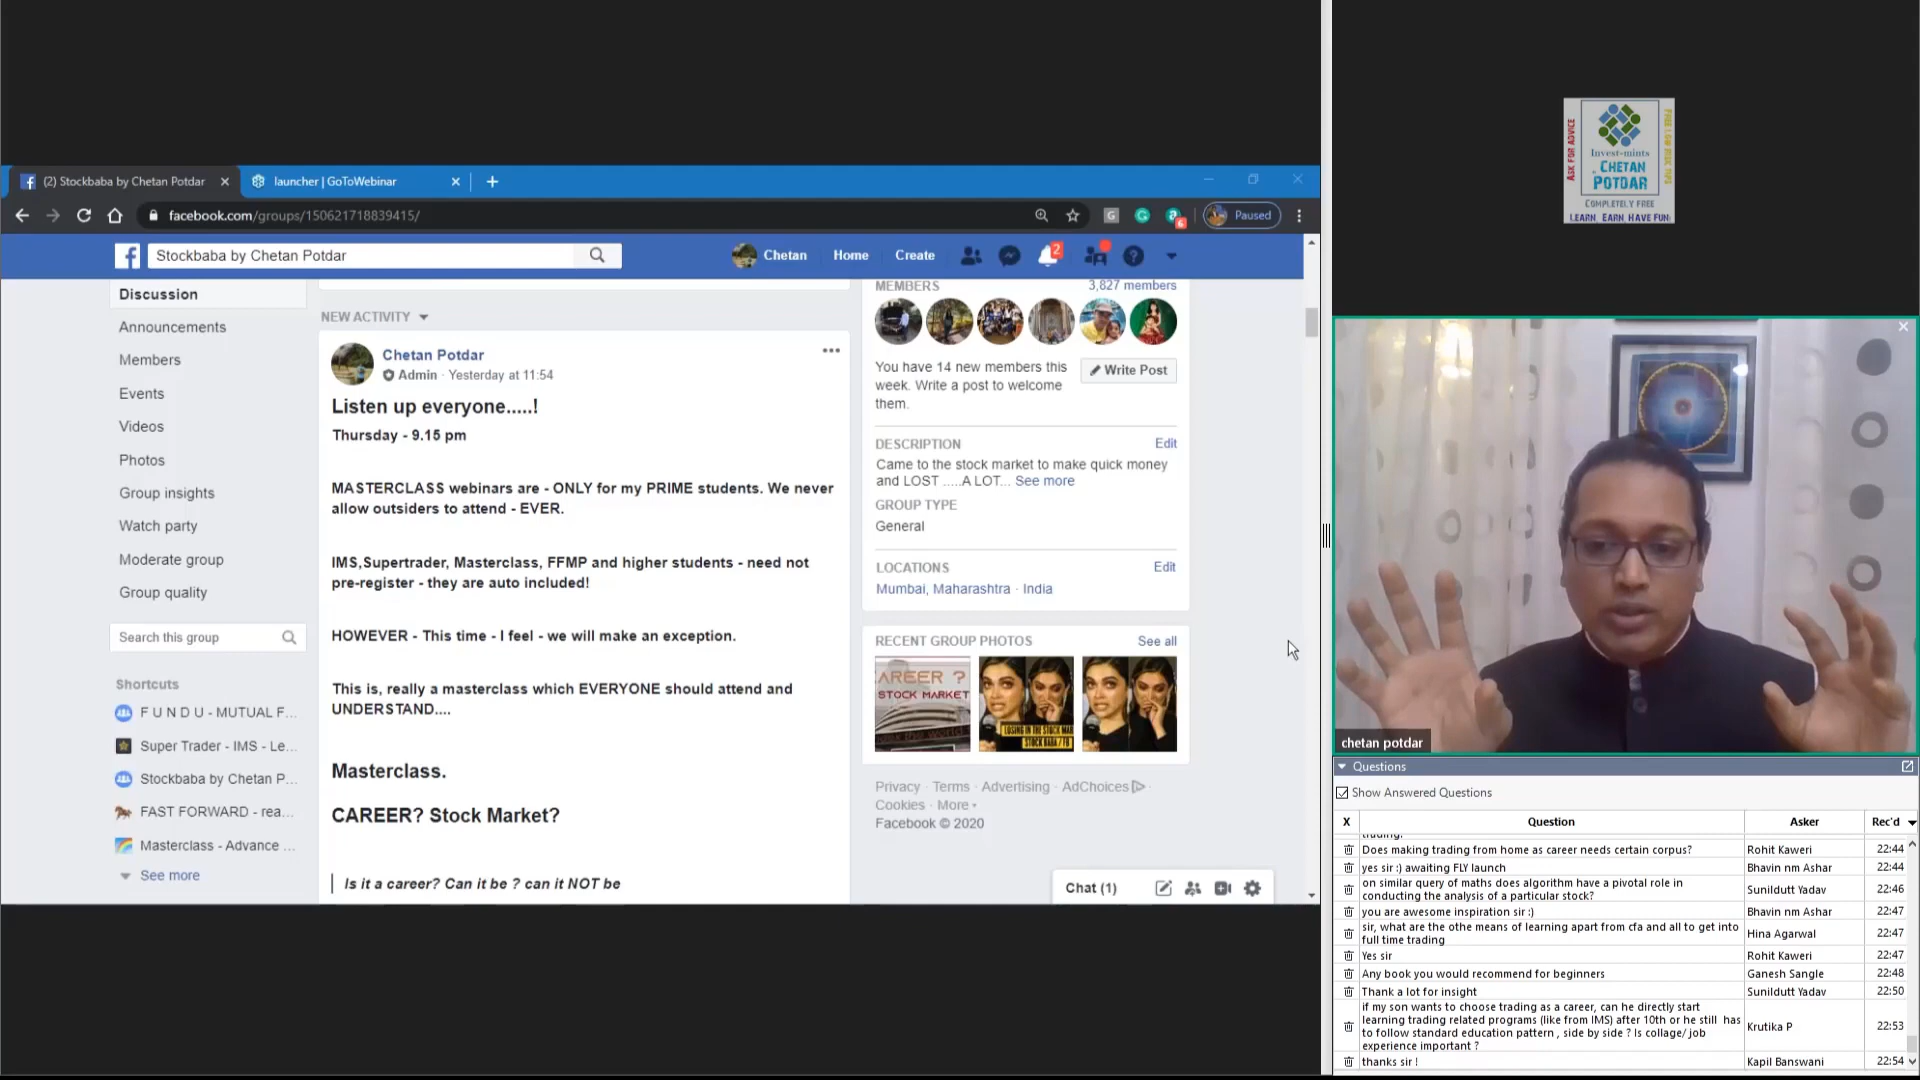 (2) Stockbaba by Chetan Potdar
launcher | GoToWebinar
facebook.com/groups/150621718839415/
6
Paused
Stockbaba by Chetan Potdar
Chetan
Home
Create
2
Discussion
Announcements
Members
Events
Videos
Photos
Group insights
Watch party
Moderate group
Group quality
Search this group
Shortcuts
F U N D U - MUTUAL F...
Super Trader - IMS - Le...
Stockbaba by Chetan P...
FAST FORWARD - rea...
Masterclass - Advance ...
See more
NEW ACTIVITY
Chetan Potdar
Admin · Yesterday at 11:54
Listen up everyone.....!
Thursday - 9.15 pm
MASTERCLASS webinars are - ONLY for my PRIME students. We never
allow outsiders to attend - EVER.
IMS,Supertrader, Masterclass, FFMP and higher students - need not
pre-register - they are auto included!
HOWEVER - This time - I feel - we will make an exception.
This is, really a masterclass which EVERYONE should attend and
UNDERSTAND....
Masterclass.
CAREER? Stock Market?
Is it a career? Can it be ? can it NOT be
MEMBERS
3,827 members
You have 14 new members this
week. Write a post to welcome
them.
Write Post
DESCRIPTION
Edit
Came to the stock market to make quick money
and LOST .....A LOT... See more
GROUP TYPE
General
LOCATIONS
Edit
Mumbai, Maharashtra · India
RECENT GROUP PHOTOS
See all
AREER ?
STOCK MARKET
LOSING IN THE STOCK MAR
STOCK BABA / FB
Privacy · Terms · Advertising · AdChoices ·
Cookies · More
Facebook © 2020
Chat (1)
ASK FOR ADVICE
Invest-mints
CHETAN
POTDAR
COMPLETELY FREE
LEARN EARN HAVE FUN
chetan potdar
Questions
Show Answered Questions
X
Question
Asker
Rec'd
trading.
Does making trading from home as career needs certain corpus?
Rohit Kaweri
22:44
yes sir :) awaiting FLY launch
Bhavin nm Ashar
22:44
on similar query of maths does algorithm have a pivotal role in
conducting the analysis of a particular stock?
Sunildutt Yadav
22:46
you are awesome inspiration sir :)
Bhavin nm Ashar
22:47
sir, what are the othe means of learning apart from cfa and all to get into
full time trading
Hina Agarwal
22:47
Yes sir
Rohit Kaweri
22:47
Any book you would recommend for beginners
Ganesh Sangle
22:48
Thank a lot for insight
Sunildutt Yadav
22:50
if my son wants to choose trading as a career, can he directly start
learning trading related programs (like from IMS) after 10th or he still has
to follow standard education pattern , side by side ? Is collage/ job
experience important ?
Krutika P
22:53
thanks sir !
Kapil Banswani
22:54